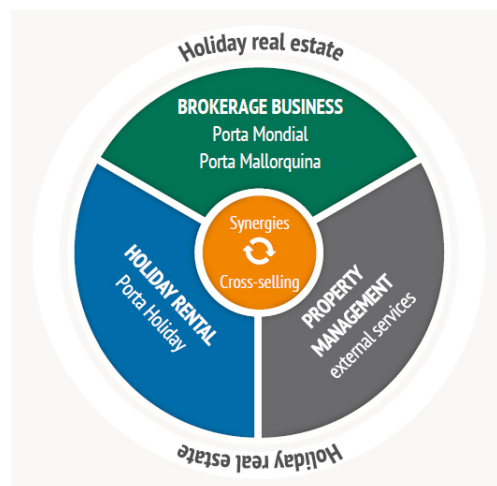 Holiday real estate
BROKERAGE BUSINESS
Porta Mondial
Porta Mallorquina
Synergies
Cross-selling
HOLIDAY RENTAL
Porta Holiday
PROPERTY
MANAGEMENT
external services
Holiday real estate